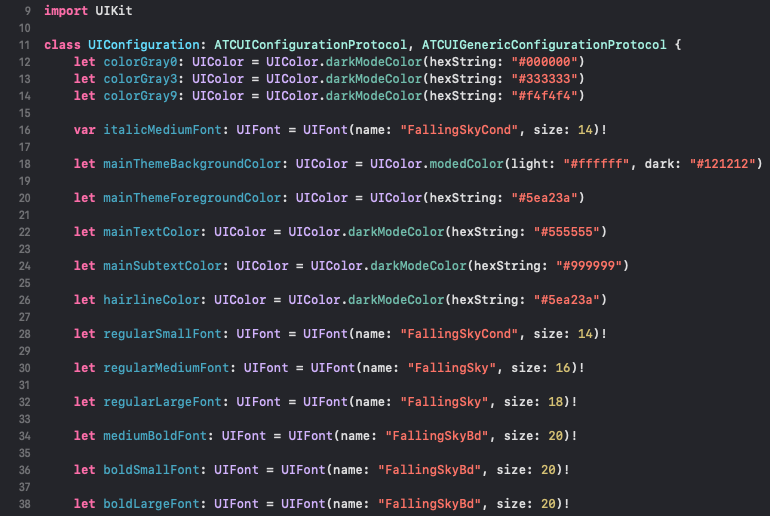 9 import UIKit
10
11 class UIConfiguration: ATCUIConfigurationProtocol, ATCUIGenericConfigurationProtocol {
12     let colorGray0: UIColor = UIColor.darkModeColor(hexString: "#000000")
13     let colorGray3: UIColor = UIColor.darkModeColor(hexString: "#333333")
14     let colorGray9: UIColor = UIColor.darkModeColor(hexString: "#f4f4f4")
15
16     var italicMediumFont: UIFont = UIFont(name: "FallingSkyCond", size: 14)!
17
18     let mainThemeBackgroundColor: UIColor = UIColor.modedColor(light: "#ffffff", dark: "#121212")
19
20     let mainThemeForegroundColor: UIColor = UIColor(hexString: "#5ea23a")
21
22     let mainTextColor: UIColor = UIColor.darkModeColor(hexString: "#555555")
23
24     let mainSubtextColor: UIColor = UIColor.darkModeColor(hexString: "#999999")
25
26     let hairlineColor: UIColor = UIColor.darkModeColor(hexString: "#5ea23a")
27
28     let regularSmallFont: UIFont = UIFont(name: "FallingSkyCond", size: 14)!
29
30     let regularMediumFont: UIFont = UIFont(name: "FallingSky", size: 16)!
31
32     let regularLargeFont: UIFont = UIFont(name: "FallingSky", size: 18)!
33
34     let mediumBoldFont: UIFont = UIFont(name: "FallingSkyBd", size: 20)!
35
36     let boldSmallFont: UIFont = UIFont(name: "FallingSkyBd", size: 20)!
37
38     let boldLargeFont: UIFont = UIFont(name: "FallingSkyBd", size: 20)!